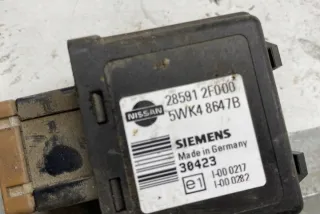 28591 2F000
NISSAN
5WK4 8647B
SIEMENS
Made in Germany
30423
e1
I-00 0217
I-00 0282